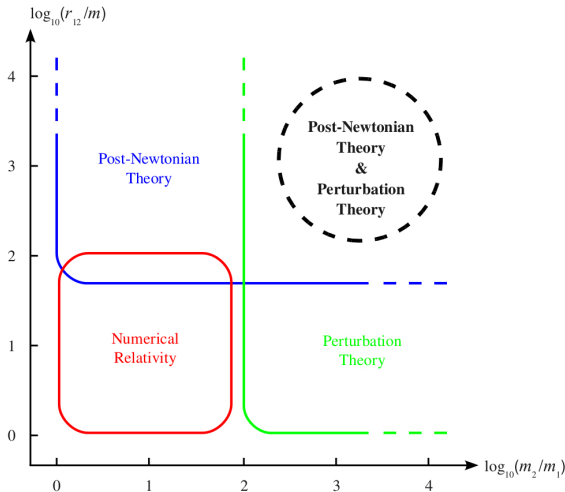 log₁₀(r₁₂/m)
4
Post-Newtonian
Theory
&
Perturbation
Theory
Post-Newtonian
Theory
3
2
Numerical
Relativity
Perturbation
Theory
1
0
log₁₀(m₂/m₁)
0 1 2 3 4